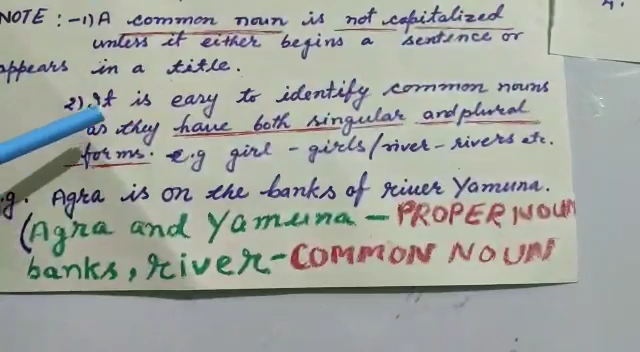 NOTE :- 1) A common noun is not capitalized
unless it either begins a sentence or
appears in a title.
2) It is easy to identify common nouns
as they have both singular and plural
forms. e.g girl - girls/river - rivers etc.
g. Agra is on the banks of river Yamuna.
(Agra and Yamuna - PROPER NOUN
banks, river - COMMON NOUN